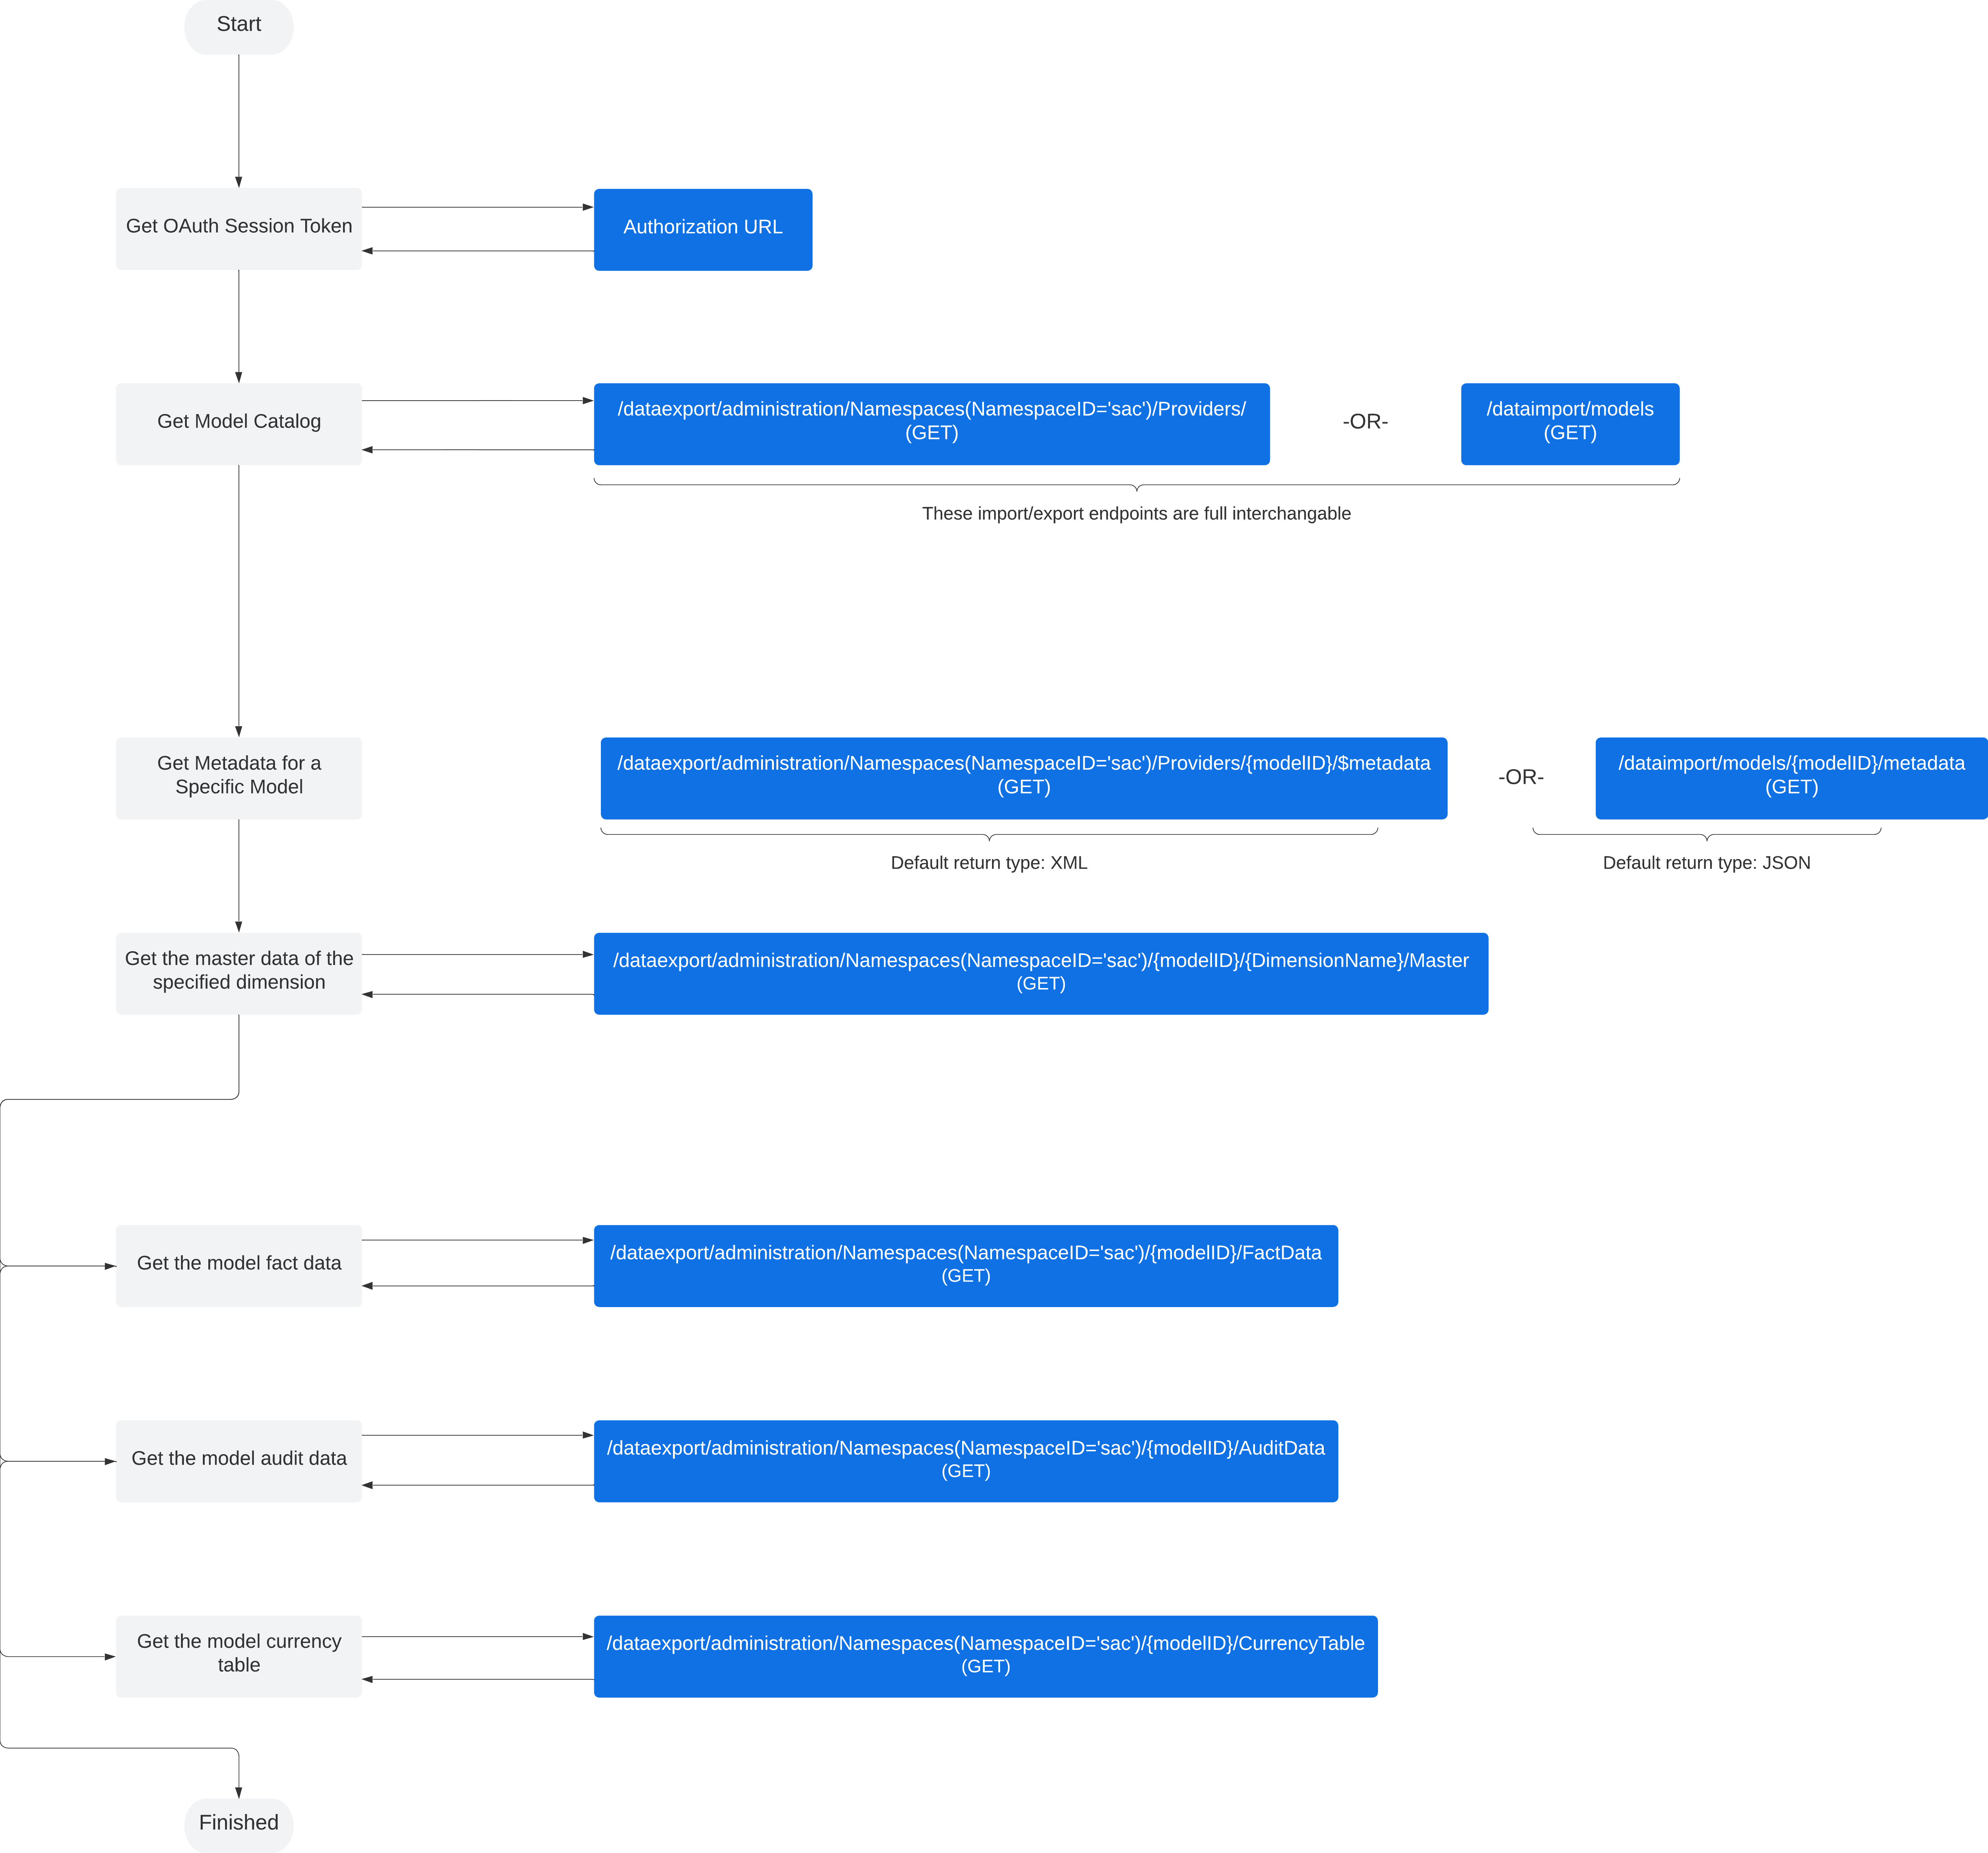 Start
Get OAuth Session Token
Authorization URL
Get Model Catalog
/dataexport/administration/Namespaces(NamespaceID='sac')/Providers/
(GET)
-OR-
/dataimport/models
(GET)
These import/export endpoints are full interchangable
Get Metadata for a
Specific Model
/dataexport/administration/Namespaces(NamespaceID='sac')/Providers/{modelID}/$metadata
(GET)
-OR-
/dataimport/models/{modelID}/metadata
(GET)
Default return type: XML
Default return type: JSON
Get the master data of the
specified dimension
/dataexport/administration/Namespaces(NamespaceID='sac')/{modelID}/{DimensionName}/Master
(GET)
Get the model fact data
/dataexport/administration/Namespaces(NamespaceID='sac')/{modelID}/FactData
(GET)
Get the model audit data
/dataexport/administration/Namespaces(NamespaceID='sac')/{modelID}/AuditData
(GET)
Get the model currency
table
/dataexport/administration/Namespaces(NamespaceID='sac')/{modelID}/CurrencyTable
(GET)
Finished